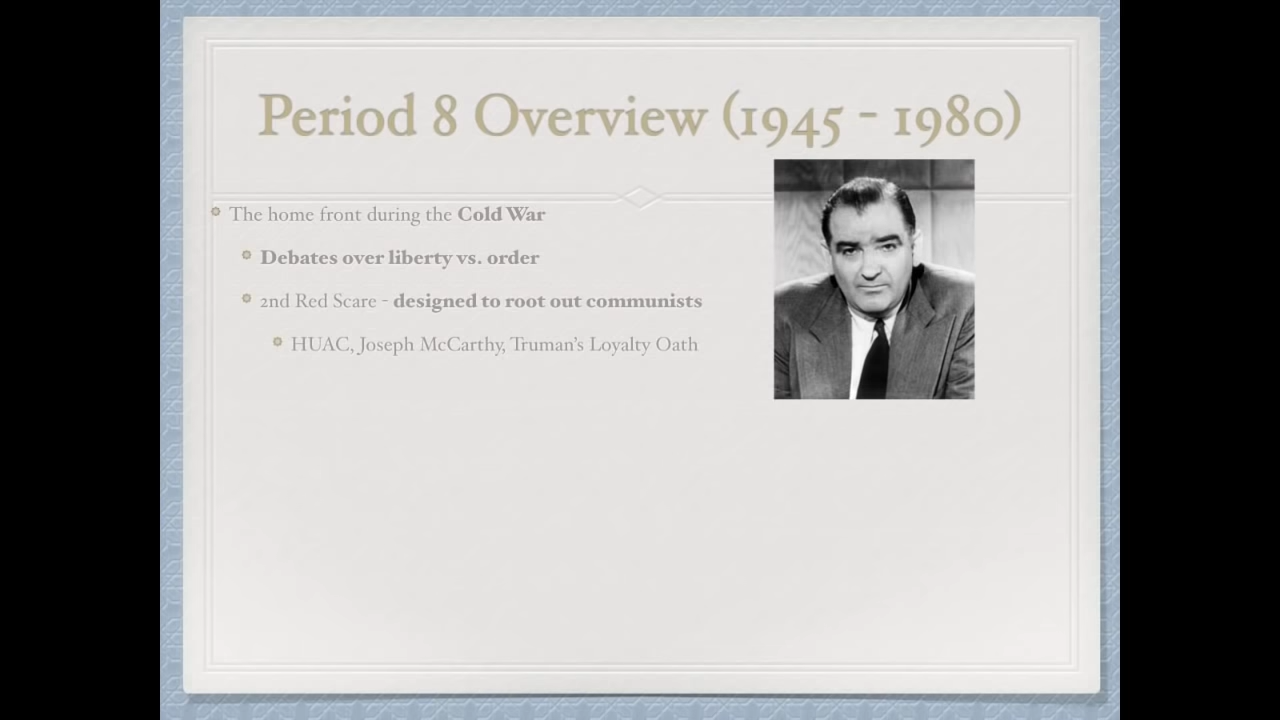 Period 8 Overview (1945 - 1980)
The home front during the Cold War
Debates over liberty vs. order
2nd Red Scare - designed to root out communists
HUAC, Joseph McCarthy, Truman’s Loyalty Oath